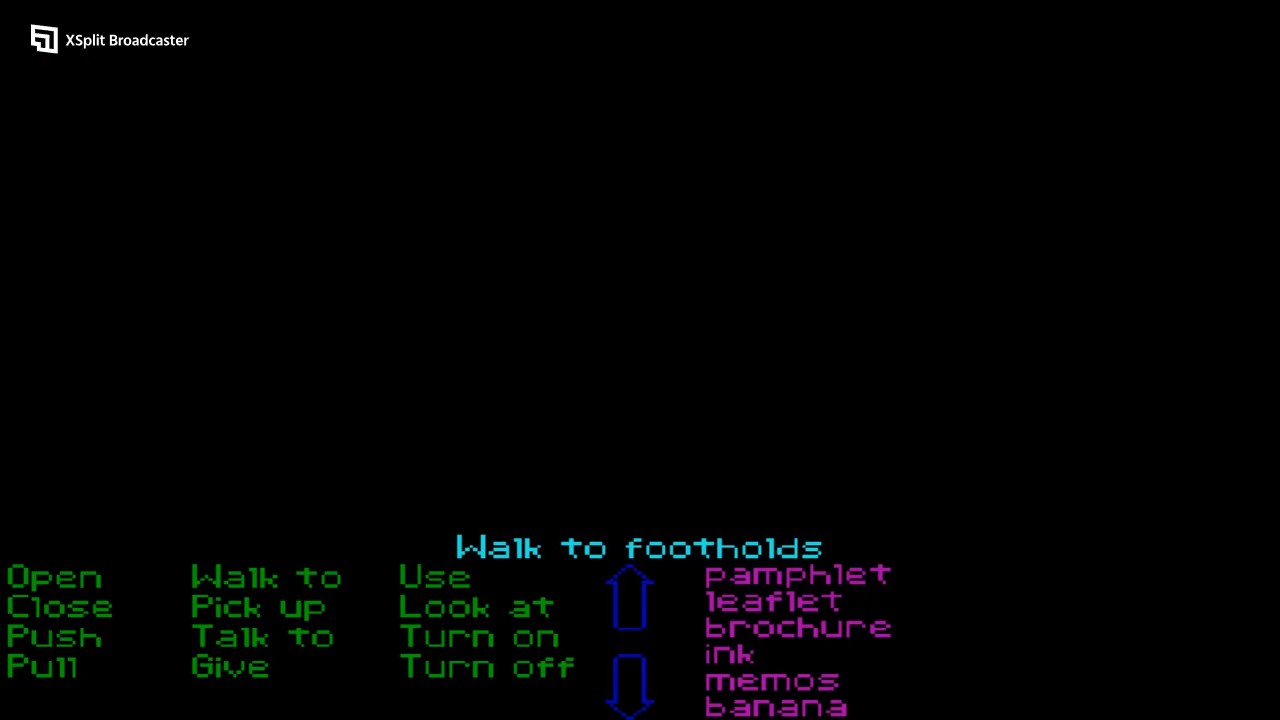 XSplit Broadcaster
Walk to footholds
Open Walk to Use pamphlet
Close Pick up Look at leaflet
Push Talk to Turn on brochure
Pull Give Turn off ink
memos
banana